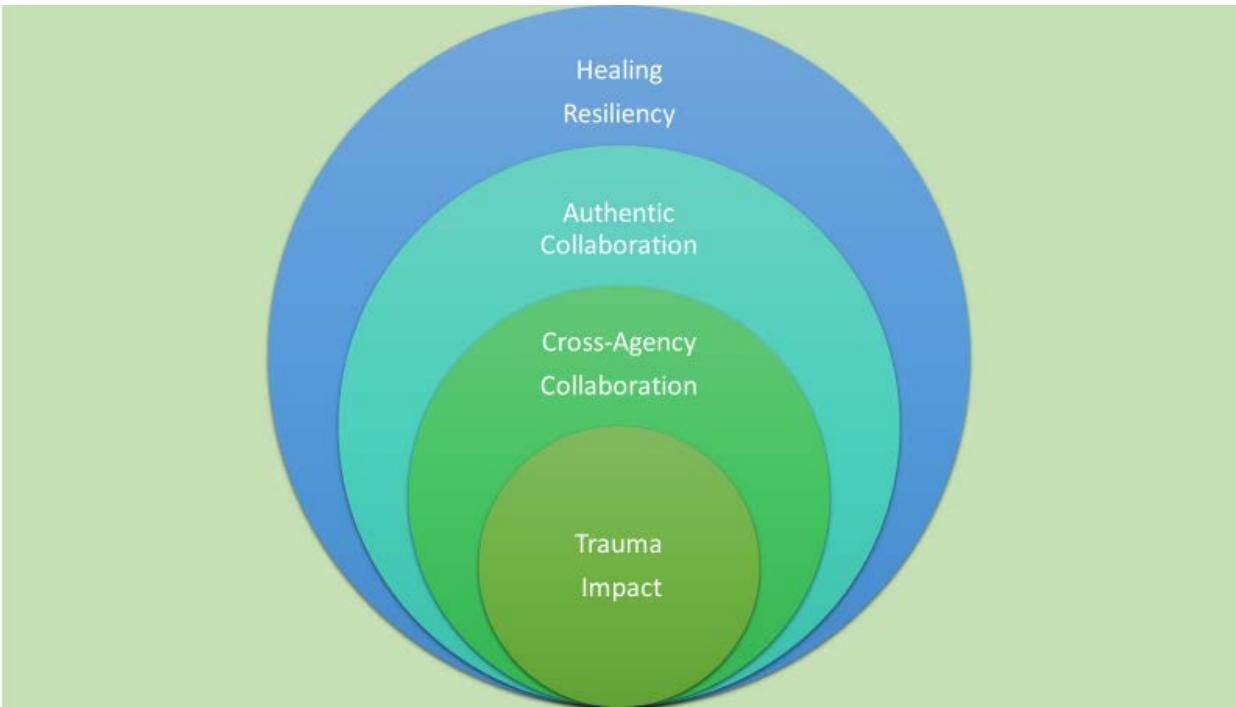 Healing
Resiliency
Authentic
Collaboration
Cross-Agency
Collaboration
Trauma
Impact